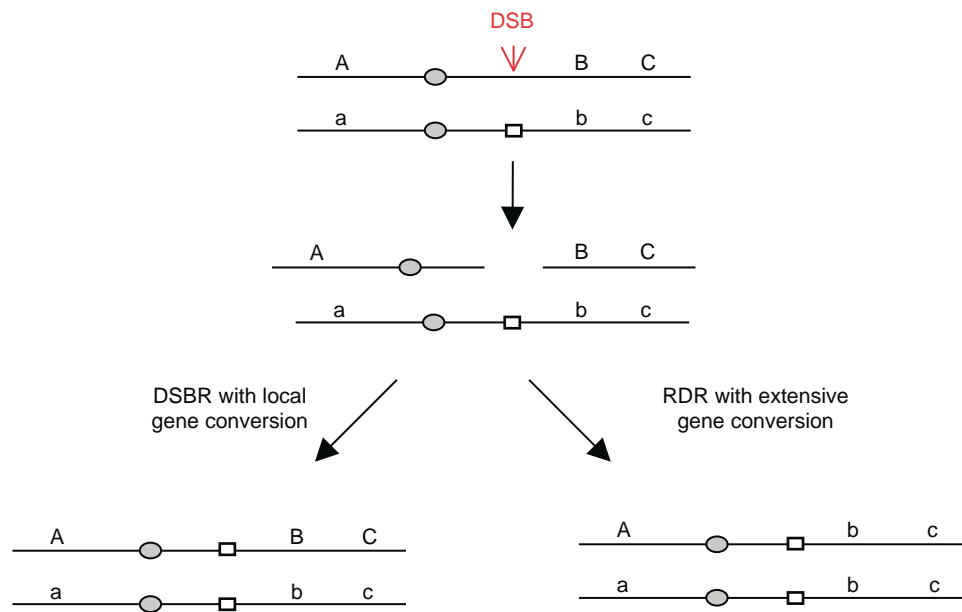 DSB
A B C
a b c
A B C
a b c
DSBR with local
gene conversion
RDR with extensive
gene conversion
A B C
a b c
A b c
a b c